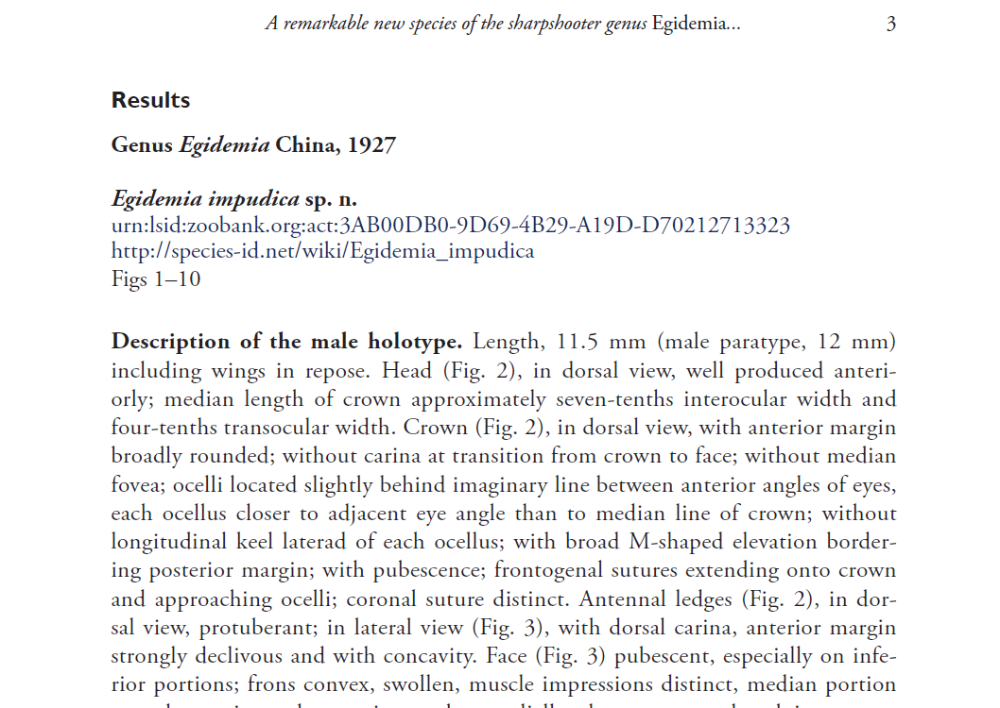 A remarkable new species of the sharpshooter genus Egidemia... 3
Results
Genus Egidemia China, 1927
Egidemia impudica sp. n.
urn:lsid:zoobank.org:act:3AB00DB0-9D69-4B29-A19D-D70212713323
http://species-id.net/wiki/Egidemia_impudica
Figs 1–10
Description of the male holotype. Length, 11.5 mm (male paratype, 12 mm)
including wings in repose. Head (Fig. 2), in dorsal view, well produced anteri-
orly; median length of crown approximately seven-tenths interocular width and
four-tenths transocular width. Crown (Fig. 2), in dorsal view, with anterior margin
broadly rounded; without carina at transition from crown to face; without median
fovea; ocelli located slightly behind imaginary line between anterior angles of eyes,
each ocellus closer to adjacent eye angle than to median line of crown; without
longitudinal keel laterad of each ocellus; with broad M-shaped elevation border-
ing posterior margin; with pubescence; frontogenal sutures extending onto crown
and approaching ocelli; coronal suture distinct. Antennal ledges (Fig. 2), in dor-
sal view, protuberant; in lateral view (Fig. 3), with dorsal carina, anterior margin
strongly declivous and with concavity. Face (Fig. 3) pubescent, especially on infe-
rior portions; frons convex, swollen, muscle impressions distinct, median portion